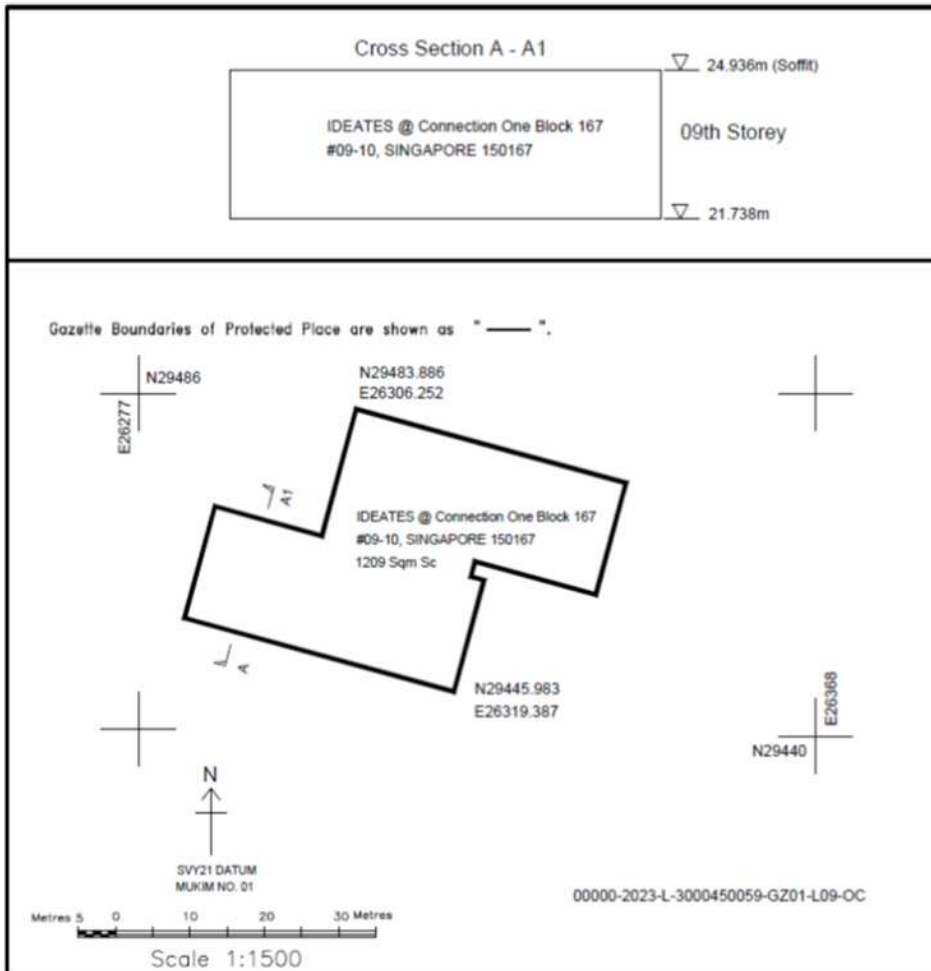 Cross Section A - A1
24.936m (Soffit)
IDEATES @ Connection One Block 167
#09-10, SINGAPORE 150167
09th Storey
21.738m
Gazette Boundaries of Protected Place are shown as " —— ".
N29486
E26277
N29483.886
E26306.252
A1
IDEATES @ Connection One Block 167
#09-10, SINGAPORE 150167
1209 Sqm Sc
A
N29445.983
E26319.387
E26368
N29440
N
SVY21 DATUM
MUKIM NO. 01
00000-2023-L-3000450059-GZ01-L09-OC
Metres 5 0 10 20 30 Metres
Scale 1:1500